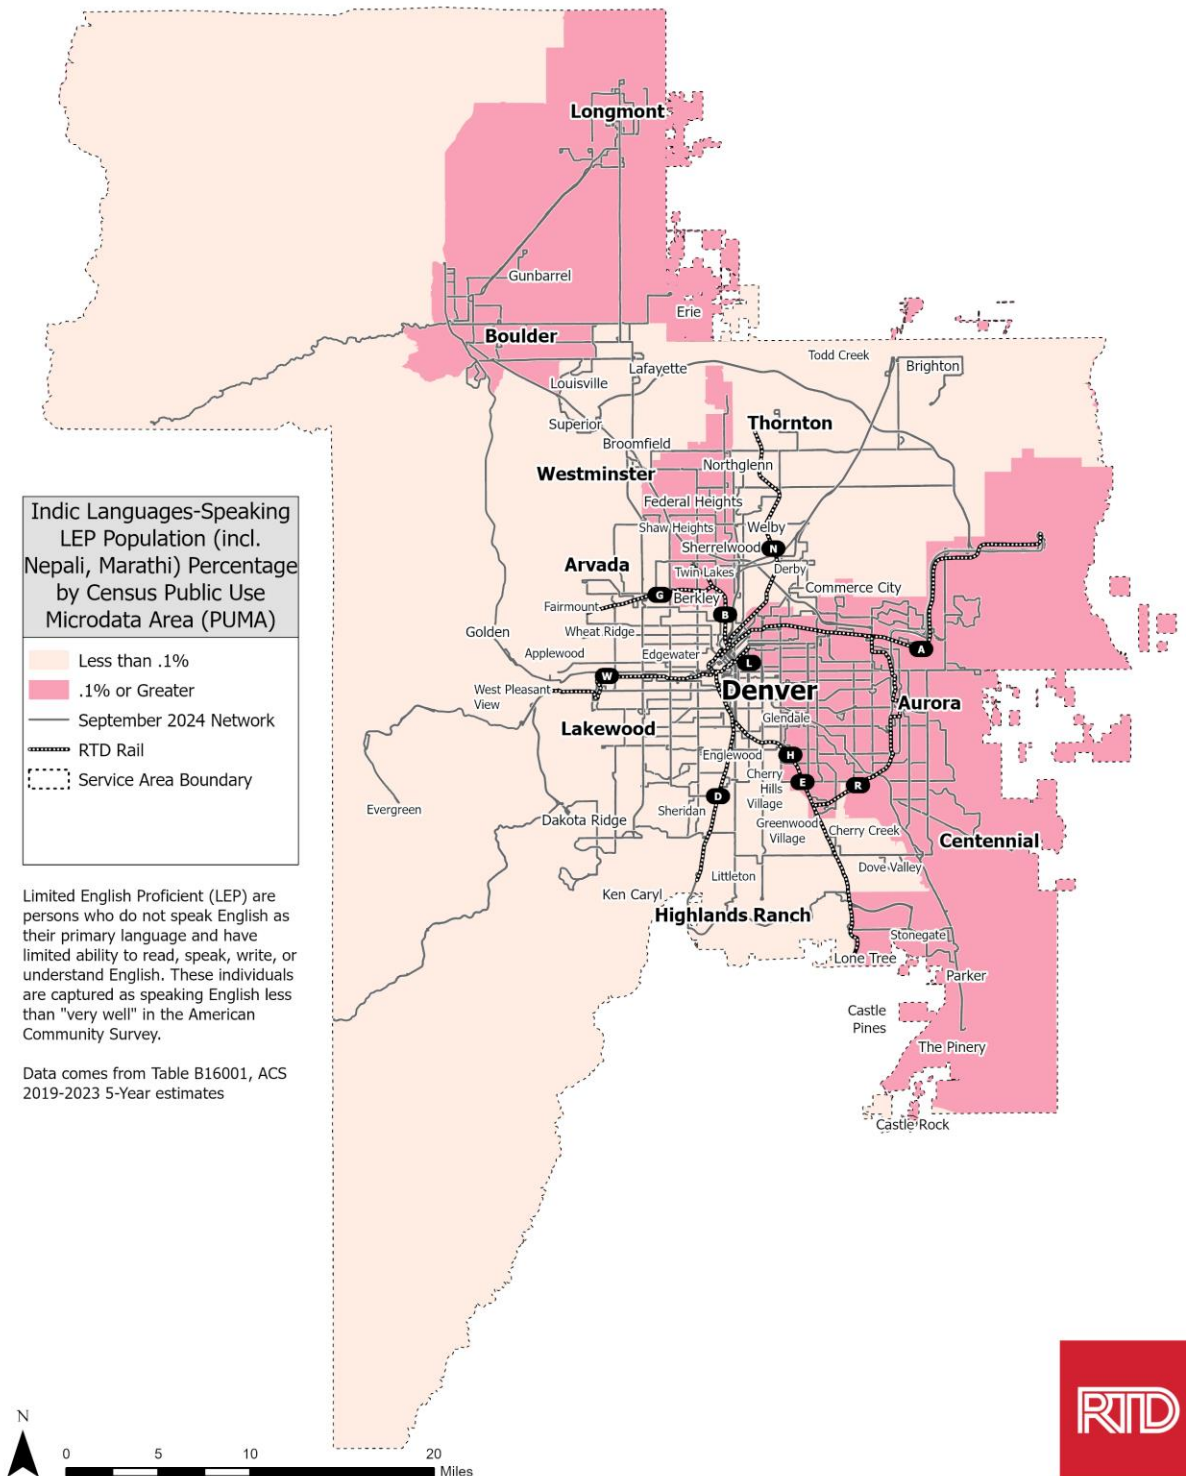 Longmont
Gunbarrel
Erie
Boulder
Todd Creek
Brighton
Lafayette
Louisville
Superior
Thornton
Broomfield
Westminster
Northglenn
Federal Heights
Shaw Heights
Welby
Sherrelwood
N
Arvada
Twin Lakes
Derby
Commerce City
G
Berkley
Fairmount
B
Golden
Wheat Ridge
Applewood
Edgewater
A
L
W
West Pleasant
View
Denver
Aurora
Lakewood
Glendale
Englewood
H
Cherry
Hills
Village
E
R
D
Evergreen
Sheridan
Dakota Ridge
Greenwood
Village
Cherry Creek
Centennial
Dove Valley
Littleton
Ken Caryl
Highlands Ranch
Stonegate
Lone Tree
Parker
Castle
Pines
The Pinery
Castle Rock
Indic Languages-Speaking
LEP Population (incl.
Nepali, Marathi) Percentage
by Census Public Use
Microdata Area (PUMA)
Less than .1%
.1% or Greater
September 2024 Network
RTD Rail
Service Area Boundary
Limited English Proficient (LEP) are
persons who do not speak English as
their primary language and have
limited ability to read, speak, write, or
understand English. These individuals
are captured as speaking English less
than "very well" in the American
Community Survey.
Data comes from Table B16001, ACS
2019-2023 5-Year estimates
N
0 5 10 20
Miles
RTD